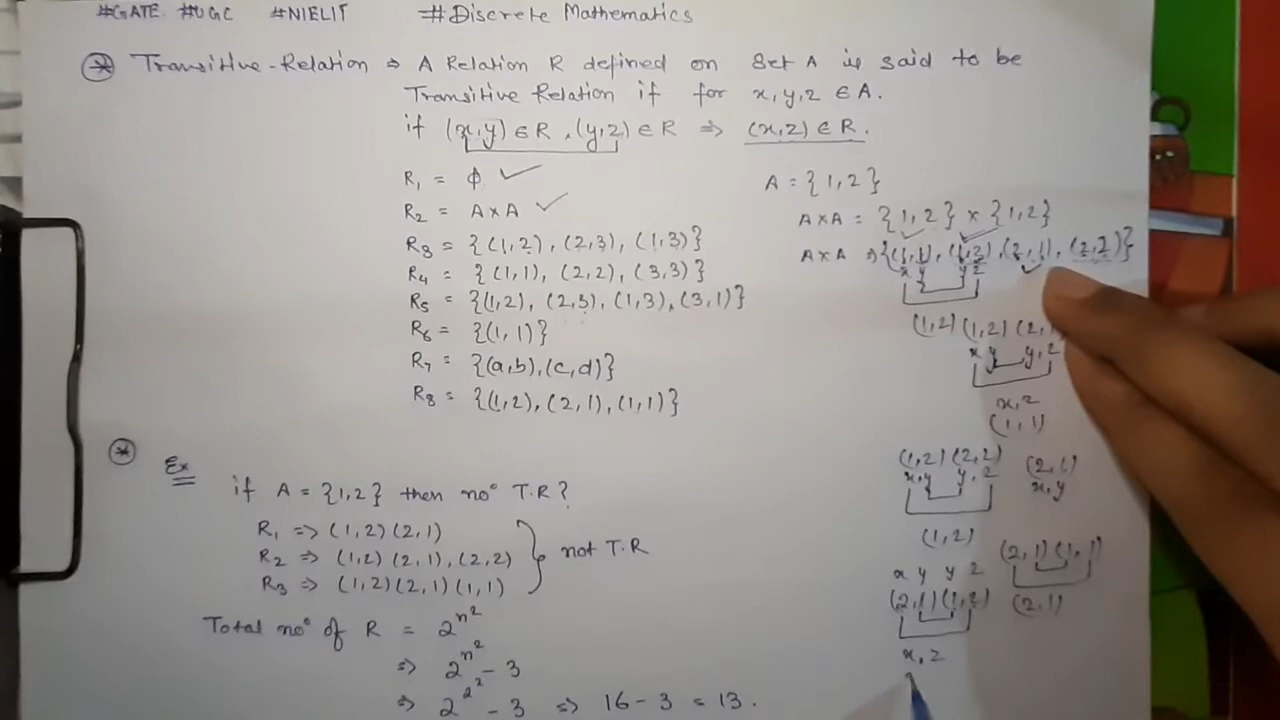 #GATE #UGC #NIELIT #Discrete Mathematics
* Transitive-Relation ⇒ A Relation R defined on Set A is said to be
Transitive Relation if for x, y, z ∈ A.
if (x, y) ∈ R, (y, z) ∈ R ⇒ (x, z) ∈ R.
R₁ = ϕ ✓
R₂ = A×A ✓
R₃ = {(1,2), (2,3), (1,3)}
R₄ = {(1,1), (2,2), (3,3)}
R₅ = {(1,2), (2,3), (1,3), (3,1)}
R₆ = {(1,1)}
R₇ = {(a,b), (c,d)}
R₈ = {(1,2), (2,1), (1,1)}
* Ex
if A = {1,2} then no° T.R?
R₁ ⇒ (1,2) (2,1)
R₂ ⇒ (1,2) (2,1), (2,2)
R₃ ⇒ (1,2) (2,1) (1,1)
not T.R
Total no° of R = 2^n²
⇒ 2^n² - 3
⇒ 2^2² - 3 ⇒ 16 - 3 = 13.
A = {1,2}
A×A = {1,2} × {1,2}
A×A ⇒ {(1,1), (1,2), (2,1), (2,2)}
x y y z
(1,2) (1,2) (2,
x y y, z
x, z
(1,1)
(1,2) (2,2)
x, y y, z
(1,2)
(2,1)
x, y
(2,1) (1,1)
(2,1)
x y y z
(2,1) (1,2)
x, z